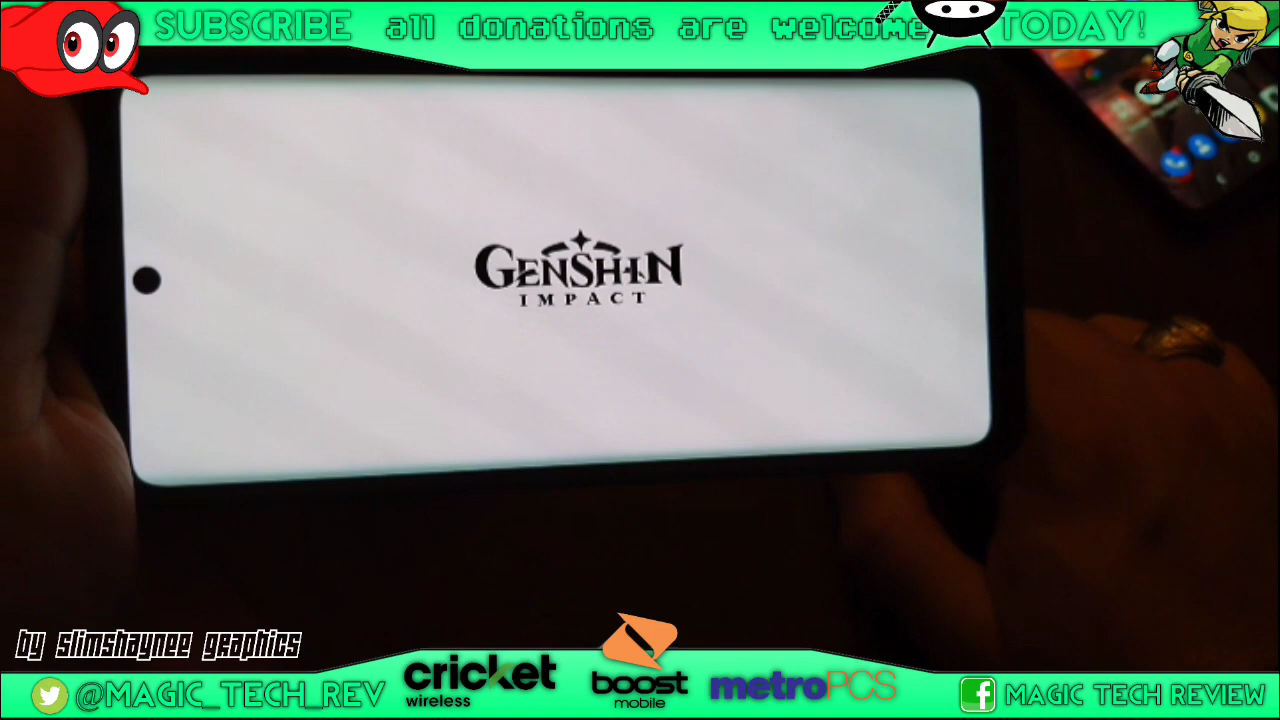 SUBSCRIBE all donations are welcome TODAY!
GENSHIN
IMPACT
by slimshaynee graphics
@MAGIC_TECH_REV
cricket
wireless
boost
mobile
metroPCS
MAGIC TECH REVIEW